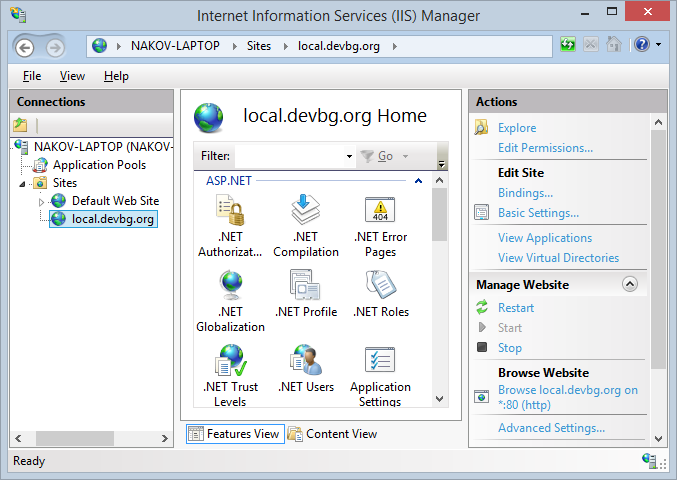 Internet Information Services (IIS) Manager
NAKOV-LAPTOP Sites local.devbg.org
File View Help
Connections
NAKOV-LAPTOP (NAKOV-
Application Pools
Sites
Default Web Site
local.devbg.org
local.devbg.org Home
Filter: Go
ASP.NET
.NET Authorizat...
.NET Compilation
404
.NET Error Pages
.NET Globalization
.NET Profile
.NET Roles
.NET Trust Levels
.NET Users
Application Settings
Features View Content View
Actions
Explore
Edit Permissions...
Edit Site
Bindings...
Basic Settings...
View Applications
View Virtual Directories
Manage Website
Restart
Start
Stop
Browse Website
Browse local.devbg.org on
*:80 (http)
Advanced Settings...
Ready